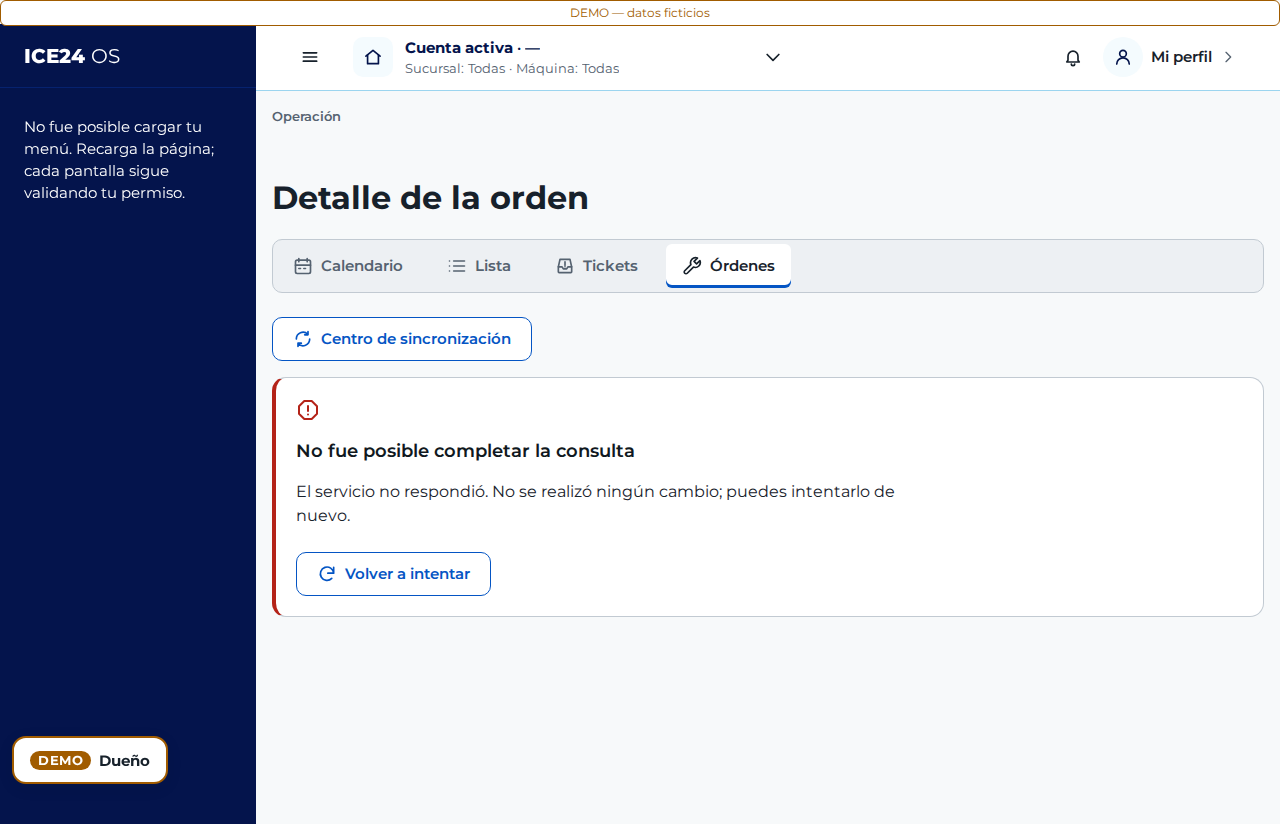 DEMO — datos ficticios
ICE24 OS
Cuenta activa · —
Sucursal: Todas · Máquina: Todas
Mi perfil
No fue posible cargar tu
menú. Recarga la página;
cada pantalla sigue
validando tu permiso.
Operación
Detalle de la orden
Calendario
Lista
Tickets
Órdenes
Centro de sincronización
No fue posible completar la consulta
El servicio no respondió. No se realizó ningún cambio; puedes intentarlo de
nuevo.
Volver a intentar
DEMO Dueño